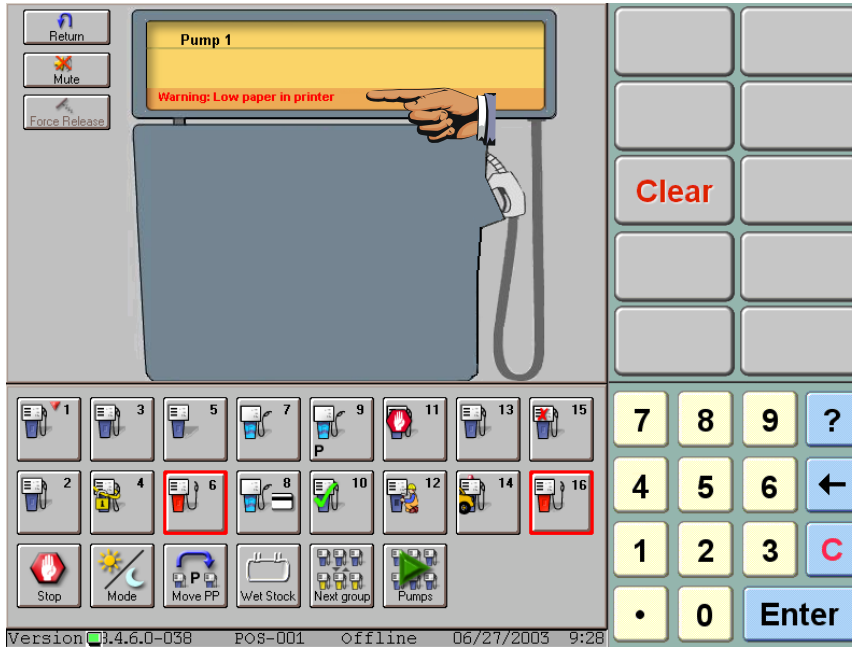 Return
Mute
Force Release
Pump 1
Warning: Low paper in printer
Clear
1 3 5 7 9 11 13 15
P
2 4 6 8 10 12 14 16
Stop Mode P Move PP Wet Stock Next group Pumps
7 8 9 ?
4 5 6 ←
1 2 3 C
• 0 Enter
Version 3.4.6.0-038 POS-001 Offline 06/27/2003 9:28